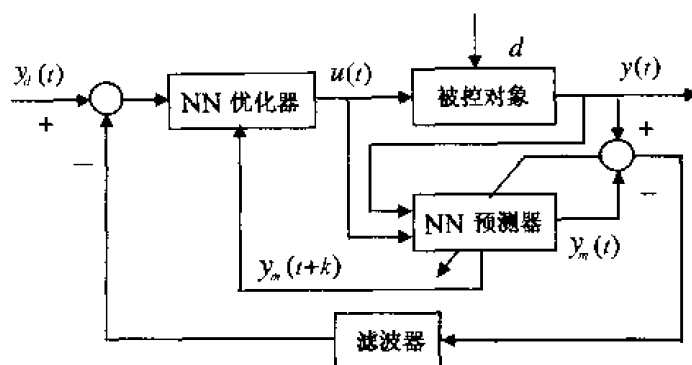 d
y_d(t)
u(t)
y(t)
NN 优化器
被控对象
+
+
−
−
NN 预测器
y_m(t)
y_m(t+k)
滤波器